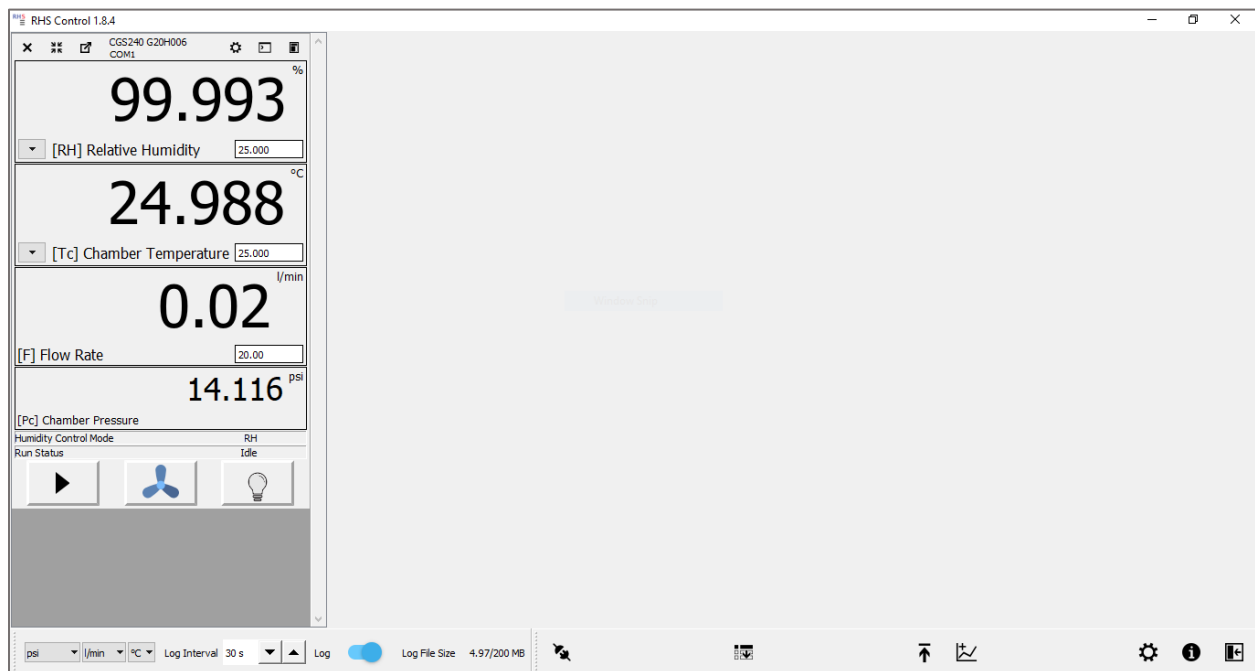 RHS Control 1.8.4
CGS240 G20H006
COM1
%
99.993
[RH] Relative Humidity 25.000
°C
24.988
[Tc] Chamber Temperature 25.000
l/min
0.02
[F] Flow Rate 20.00
psi
14.116
[Pc] Chamber Pressure
Humidity Control Mode RH
Run Status Idle
psi l/min °C Log Interval 30 s Log Log File Size 4.97/200 MB